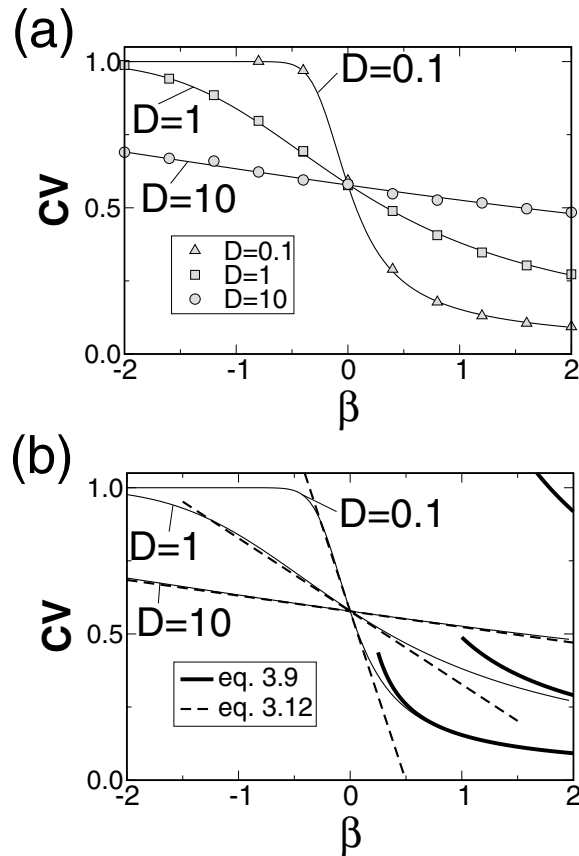 (a)
1.0
D=0.1
D=1
D=10
CV
0.5
D=0.1
D=1
D=10
0.0
-2
-1
0
1
2
β
(b)
1.0
D=0.1
D=1
D=10
CV
0.5
eq. 3.9
eq. 3.12
0.0
-2
-1
0
1
2
β